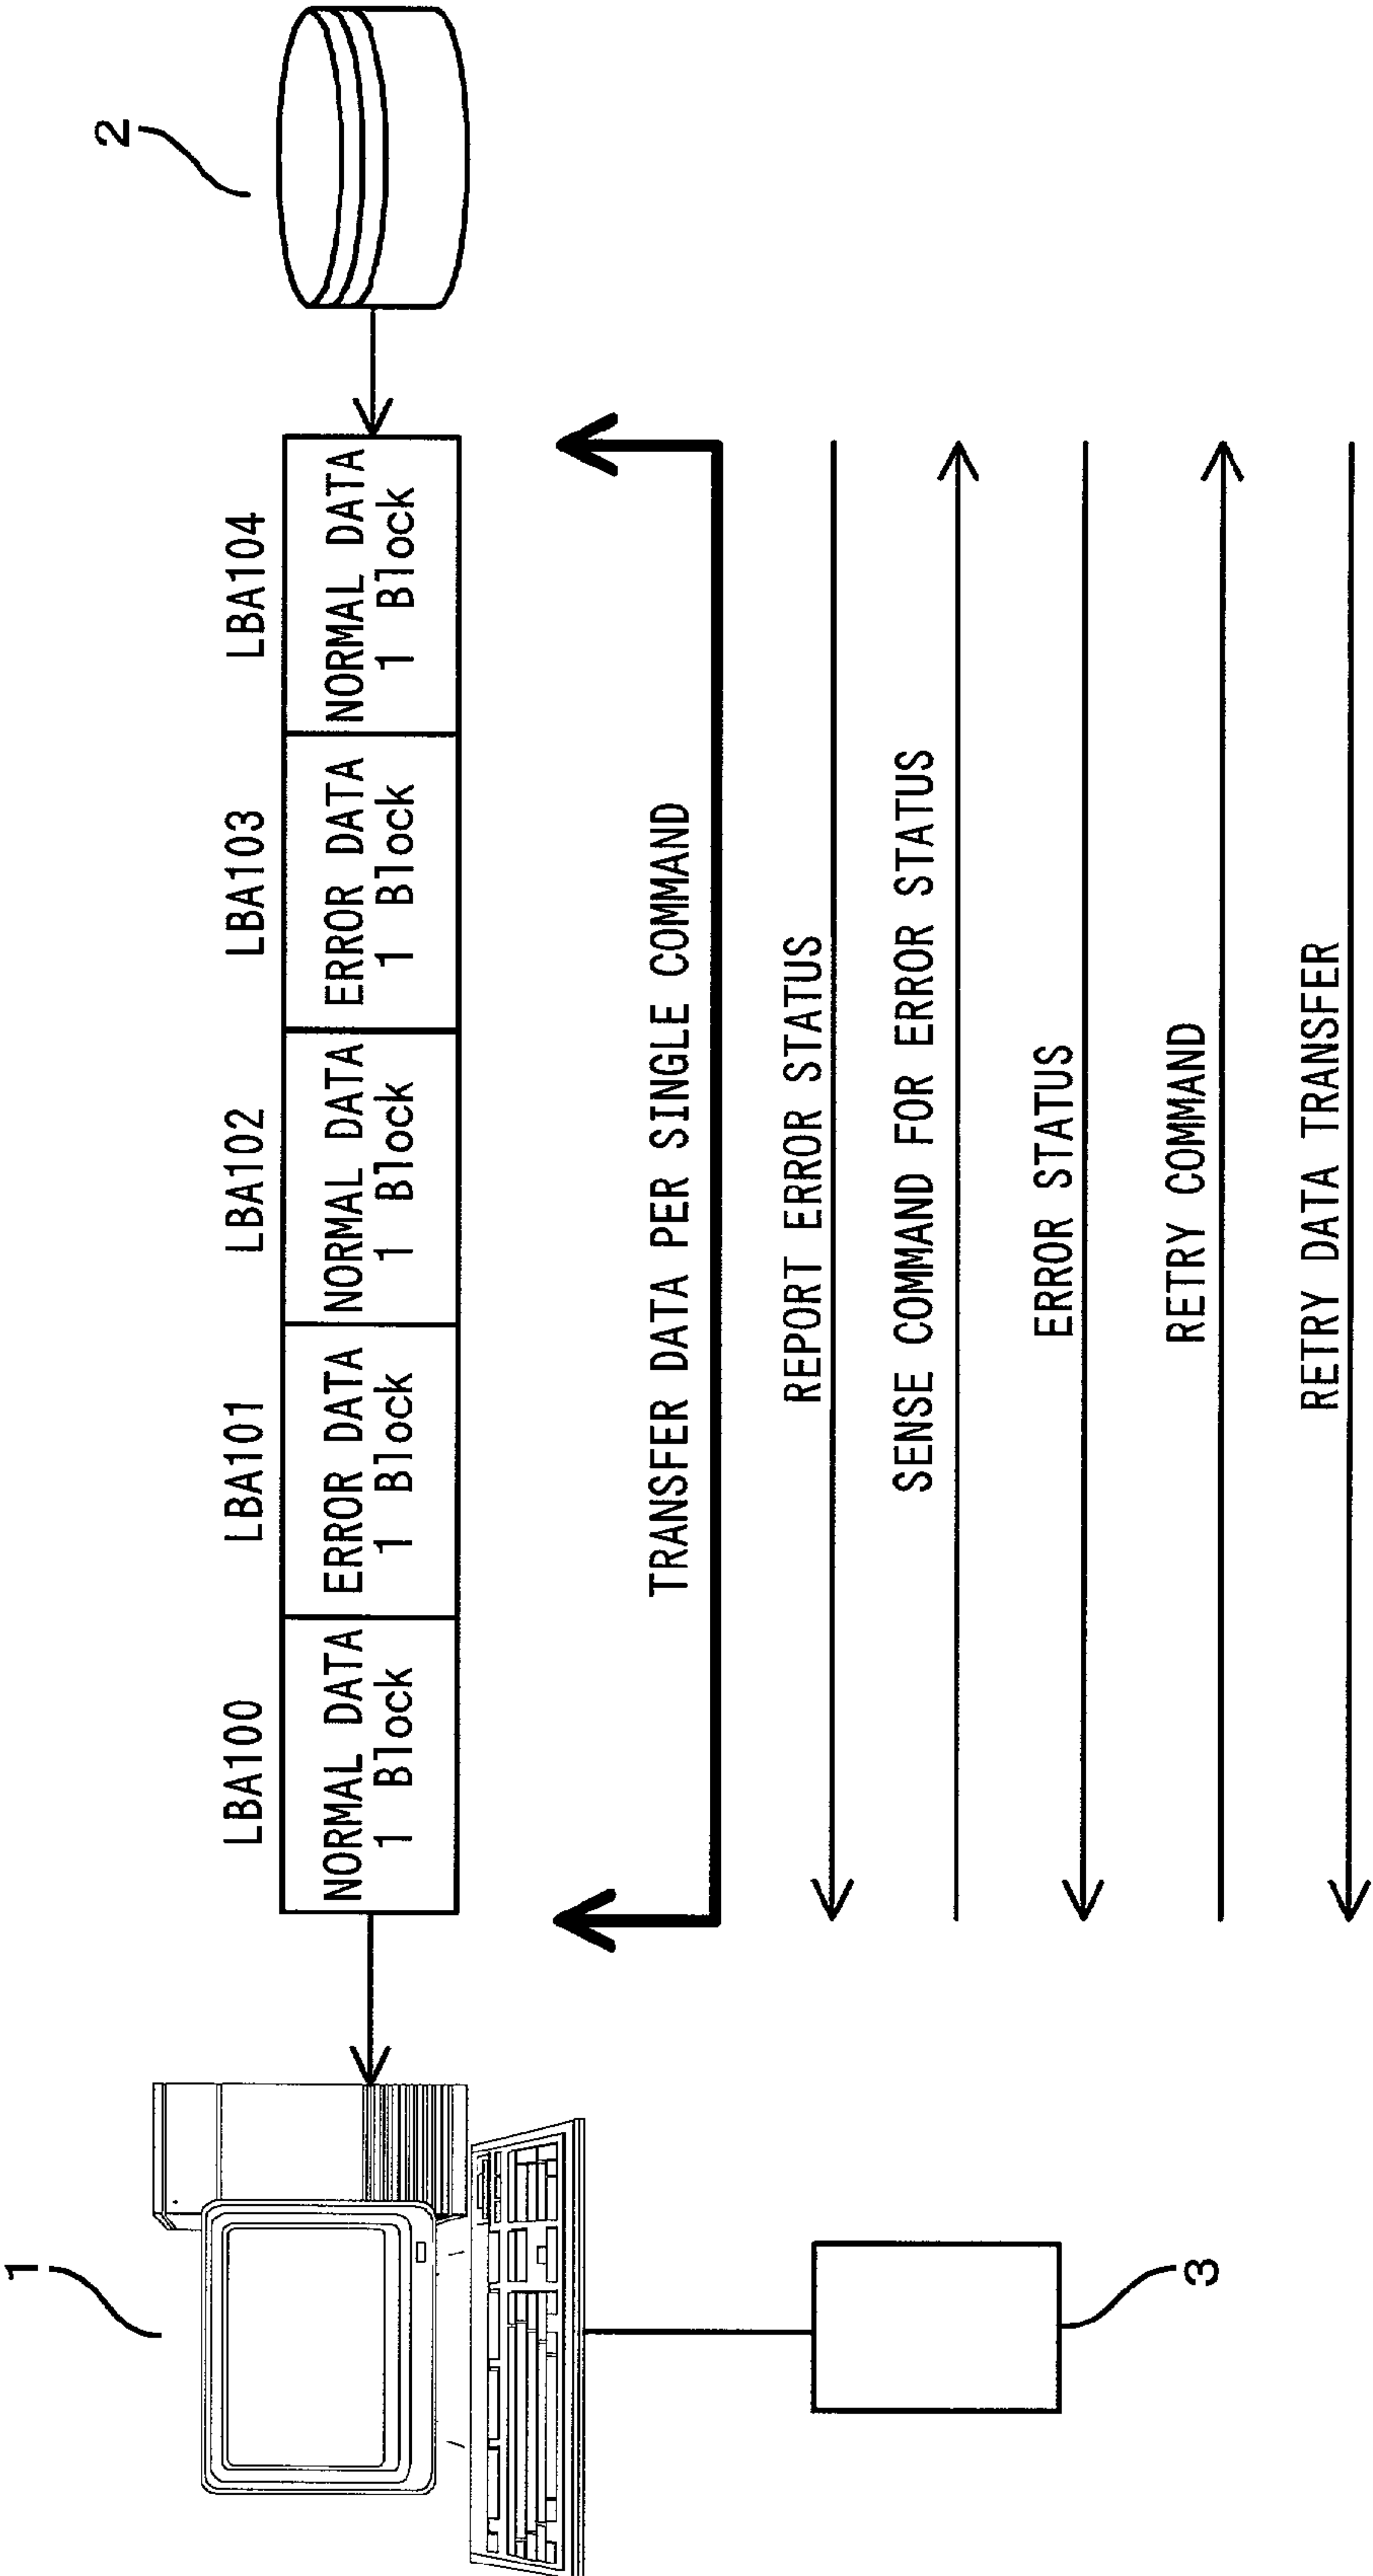 1
2
LBA100
LBA101
LBA102
LBA103
LBA104
NORMAL DATA
1 Block
ERROR DATA
1 Block
NORMAL DATA
1 Block
ERROR DATA
1 Block
NORMAL DATA
1 Block
TRANSFER DATA PER SINGLE COMMAND
REPORT ERROR STATUS
SENSE COMMAND FOR ERROR STATUS
ERROR STATUS
RETRY COMMAND
RETRY DATA TRANSFER
3